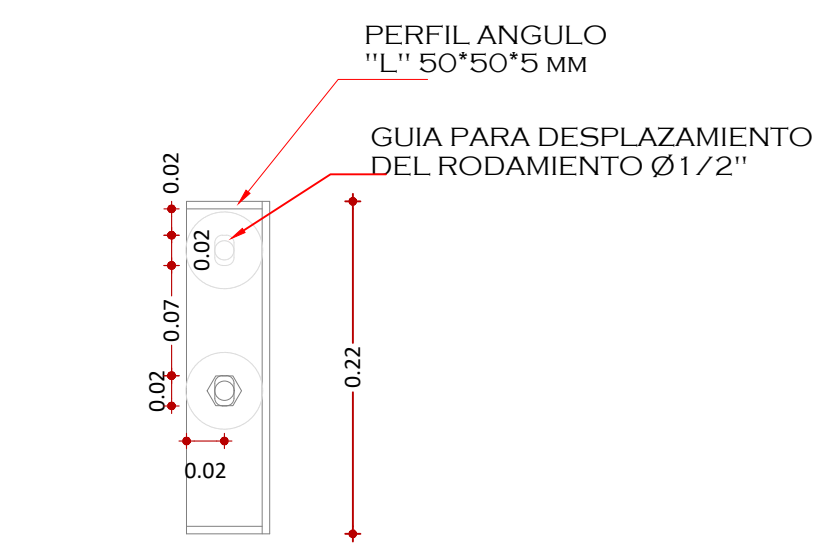 PERFIL ANGULO
"L" 50*50*5 MM
GUIA PARA DESPLAZAMIENTO
DEL RODAMIENTO Ø1/2"
0.02
0.02
0.07
0.02
0.22
0.02